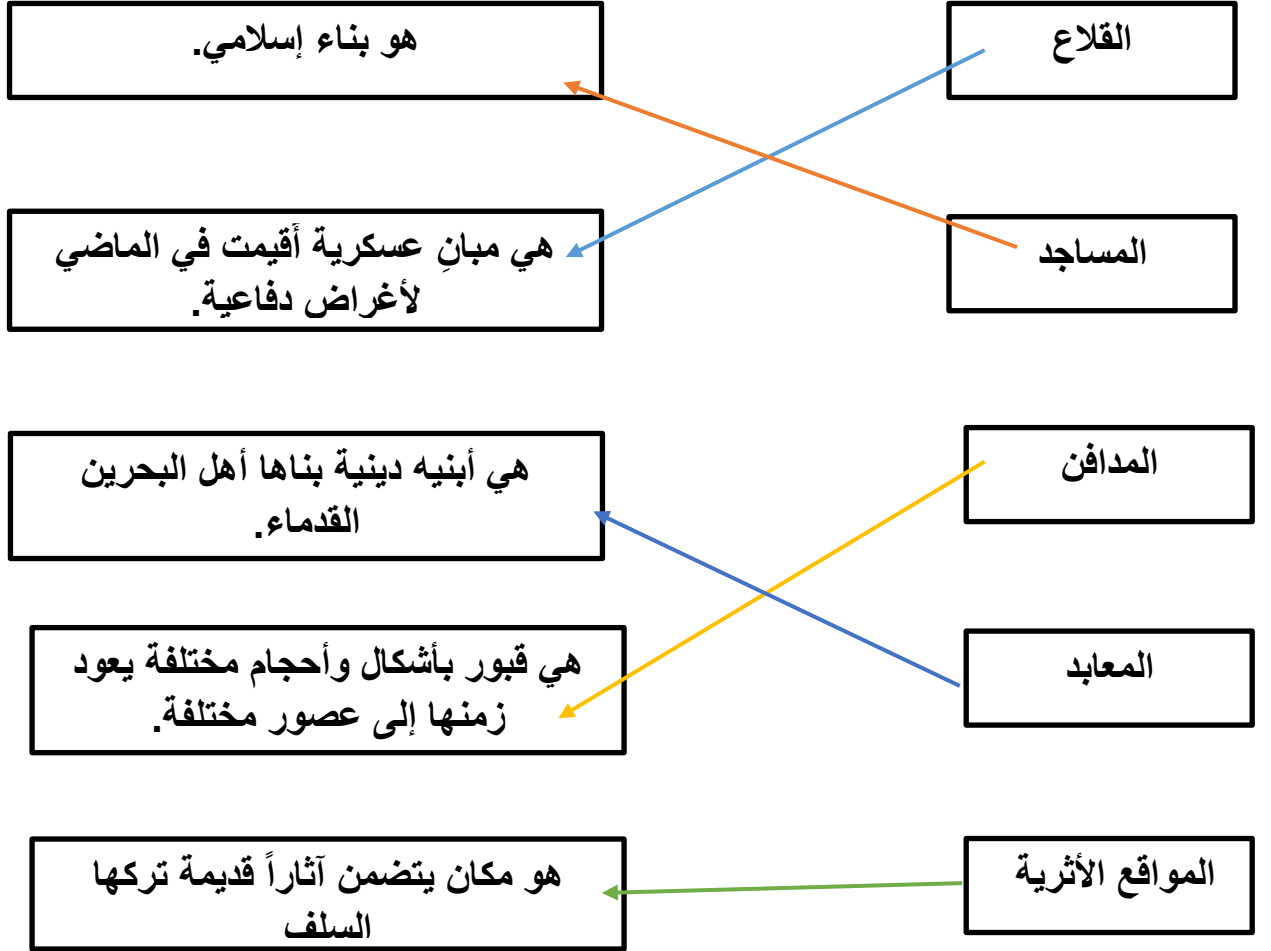 القلاع
هو بناء إسلامي.
المساجد
هي مبانِ عسكرية أُقيمت في الماضي
لأغراض دفاعية.
المدافن
هي أبنيه دينية بناها أهل البحرين
القدماء.
المعابد
هي قبور بأشكال وأحجام مختلفة يعود
زمنها إلى عصور مختلفة.
المواقع الأثرية
هو مكان يتضمن آثاراً قديمة تركها
السلف